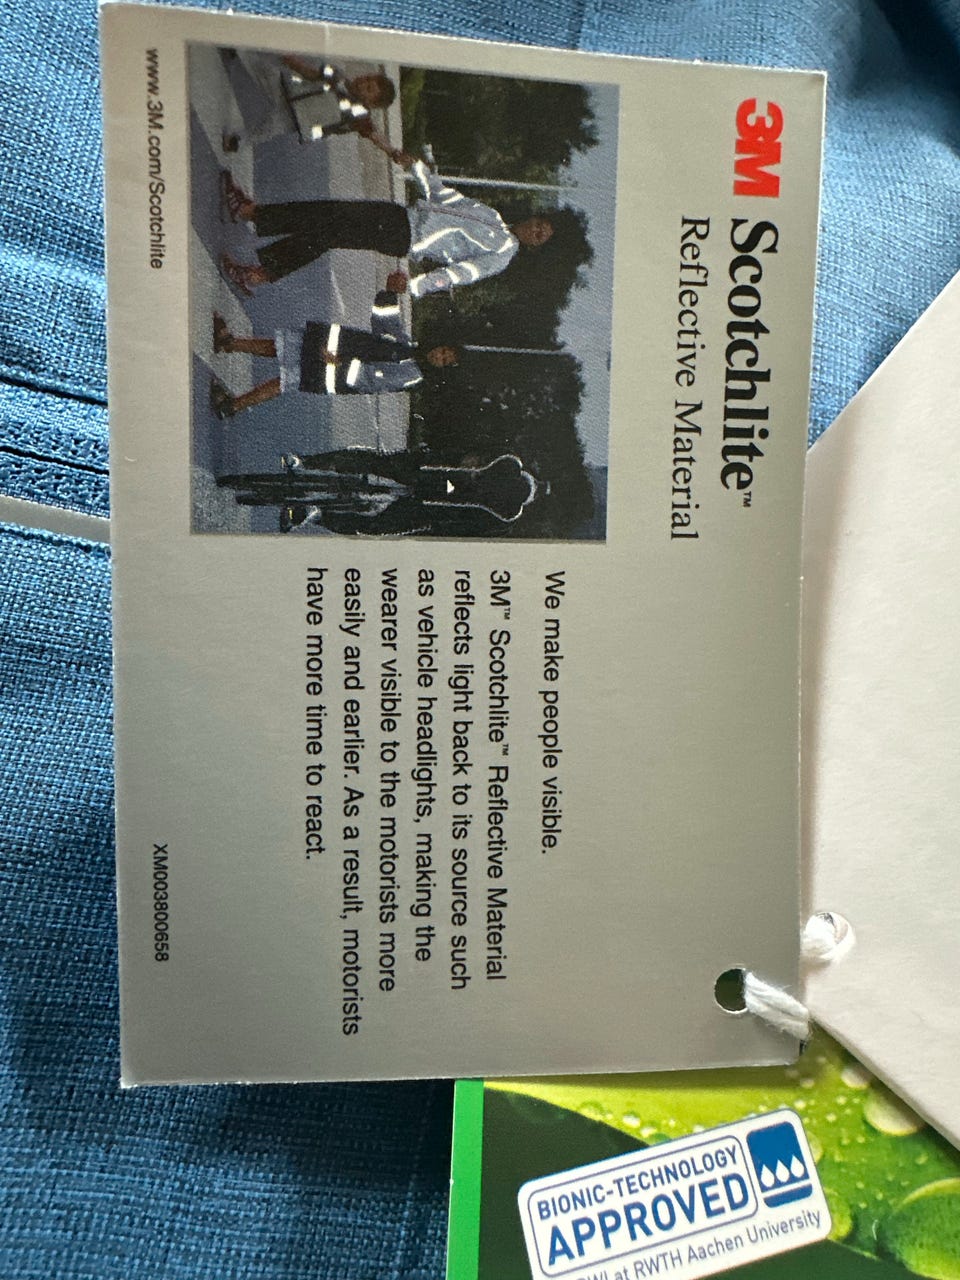 3M Scotchlite™
Reflective Material
We make people visible.
3M™ Scotchlite™ Reflective Material
reflects light back to its source such
as vehicle headlights, making the
wearer visible to the motorists more
easily and earlier. As a result, motorists
have more time to react.
www.3M.com/Scotchlite
XM003800658
BIONIC-TECHNOLOGY
APPROVED
at RWTH Aachen University